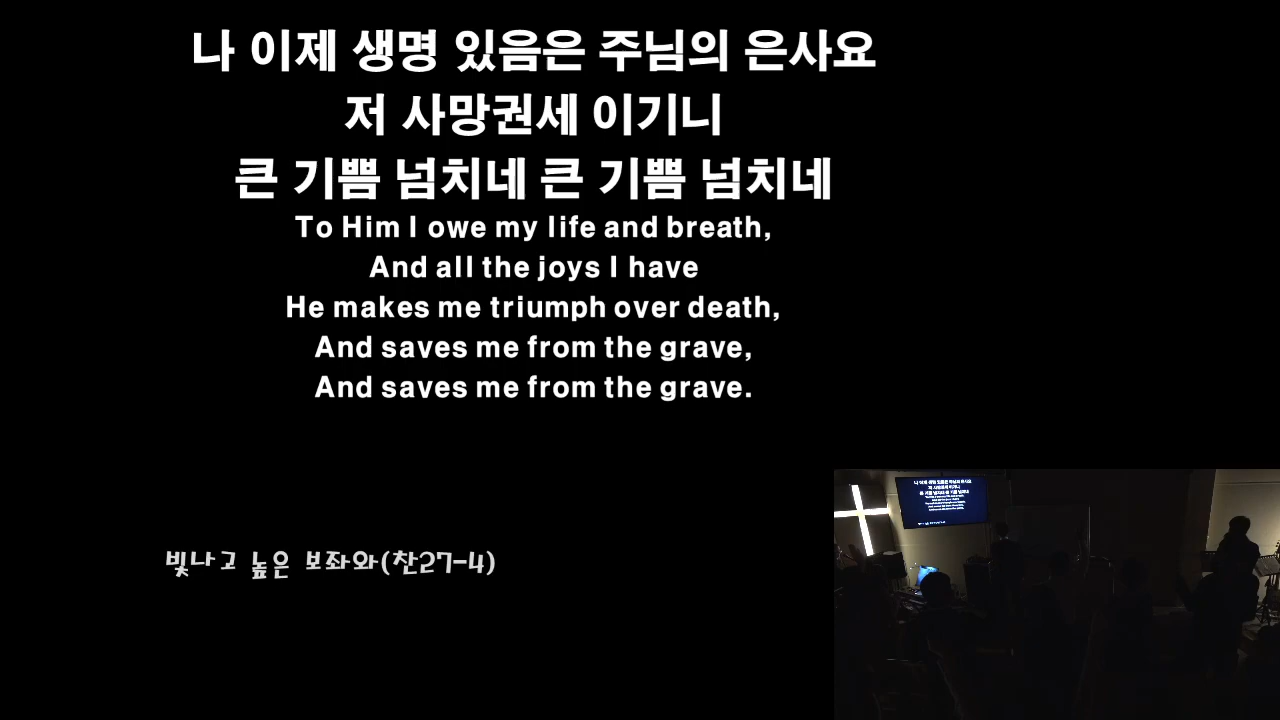 나 이제 생명 있음은 주님의 은사요
저 사망권세 이기니
큰 기쁨 넘치네 큰 기쁨 넘치네
To Him I owe my life and breath,
And all the joys I have
He makes me triumph over death,
And saves me from the grave,
And saves me from the grave.
빛나고 높은 보좌와(찬27-4)